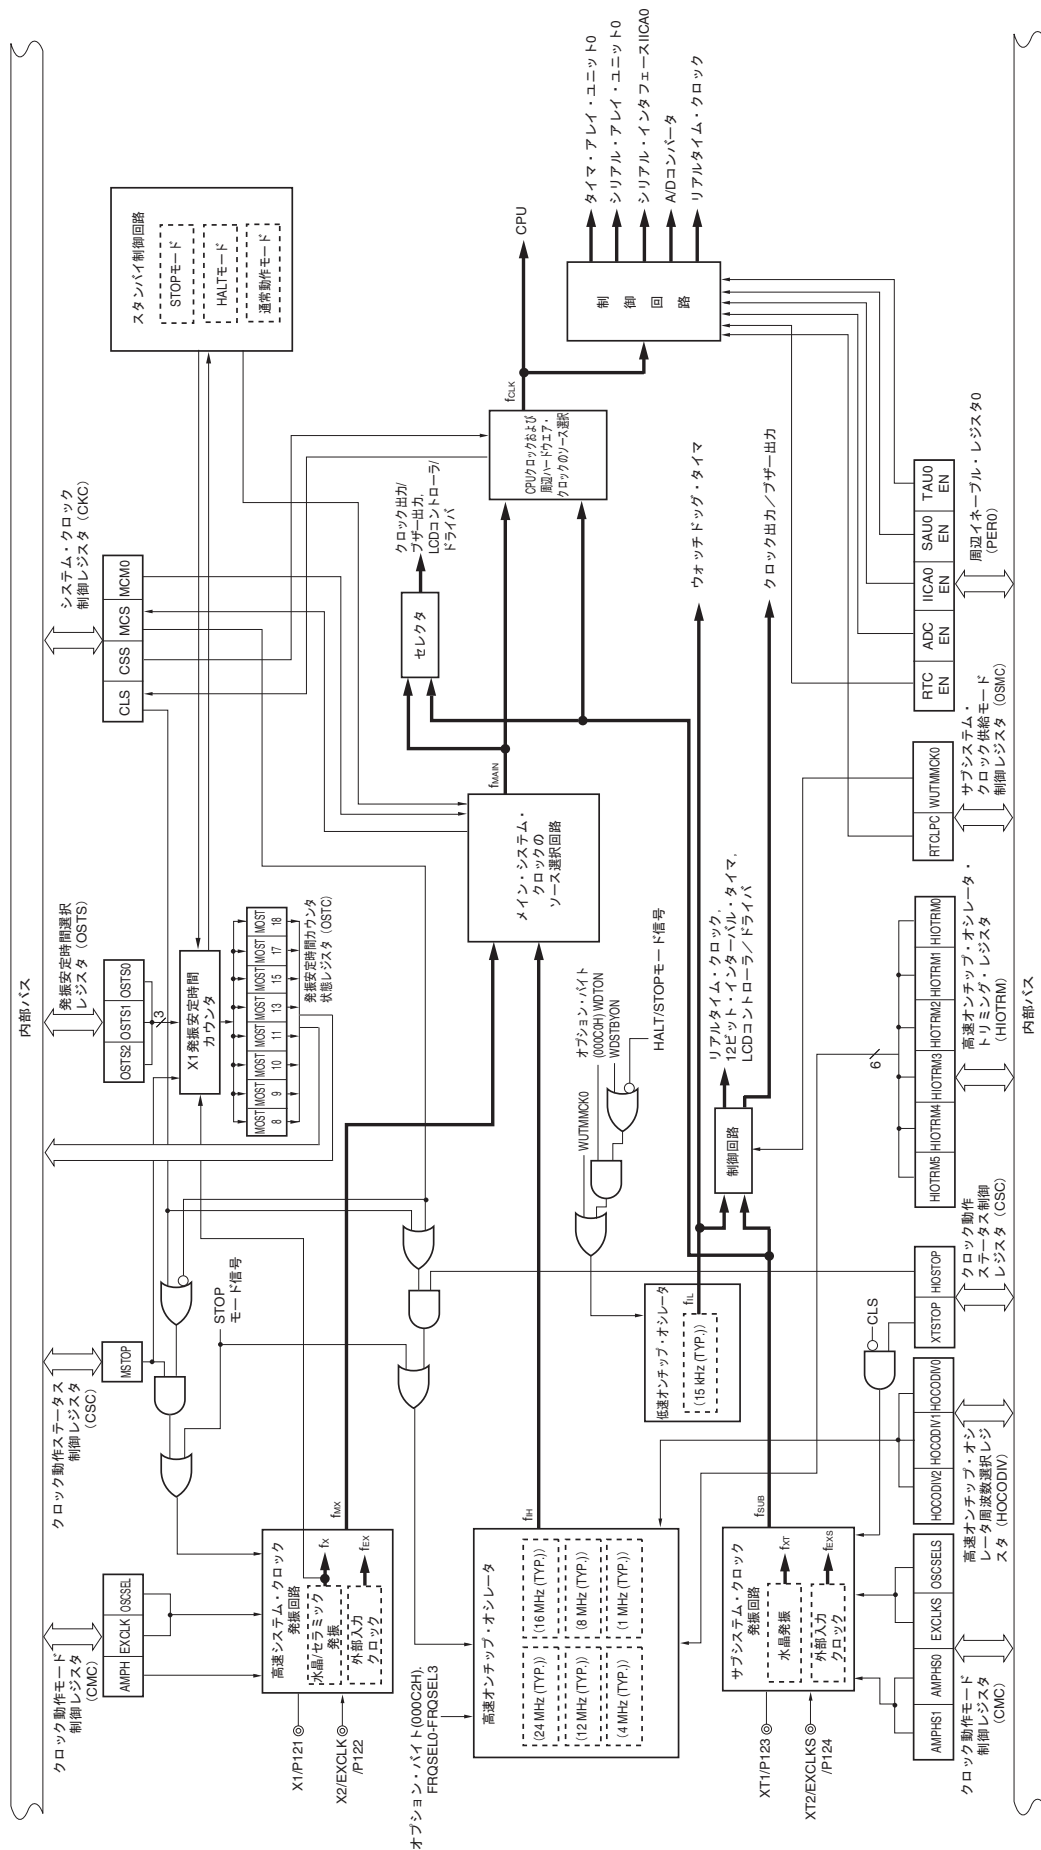 内部バス
クロック動作モード
制御レジスタ
(CMC)
AMPH
EXCLK
OSCSEL
クロック動作ステータス
制御レジスタ
(CSC)
MSTOP
STOP
モード信号
発振安定時間選択
レジスタ (OSTS)
OSTS2
OSTS1
OSTS0
3
X1発振安定時間
カウンタ
MOST
8
MOST
9
MOST
10
MOST
11
MOST
13
MOST
15
MOST
17
MOST
18
発振安定時間カウンタ
状態レジスタ (OSTC)
システム・クロック
制御レジスタ (CKC)
CLS
CSS
MCS
MCM0
スタンバイ制御回路
STOPモード
HALTモード
通常動作モード
X1/P121
X2/EXCLK
/P122
高速システム・クロック
発振回路
水晶/セラミック
発振
fX
外部入力
クロック
fEX
fMX
オプション・バイト(000C2H)
FRQSEL0-FRQSEL3
高速オンチップ・オシレータ
(24 MHz (TYP.))
(16 MHz (TYP.))
(12 MHz (TYP.))
(8 MHz (TYP.))
(4 MHz (TYP.))
(1 MHz (TYP.))
fIH
メイン・システム・
クロックの
ソース選択回路
fMAIN
セレクタ
クロック出力/
ブザー出力,
LCDコントローラ/
ドライバ
CPUクロックおよび
周辺ハードウエア・
クロックのソース選択
fCLK
CPU
制御回路
タイマ・アレイ・ユニット0
シリアル・アレイ・ユニット0
シリアル・インタフェースIICA0
A/Dコンバータ
リアルタイム・クロック
WUTMMCK0
オプション・バイト
(000C0H) WDTON
WDSTBYON
HALT/STOPモード信号
低速オンチップ・オシレータ
(15 kHz (TYP.))
fIL
ウォッチドッグ・タイマ
制御回路
リアルタイム・クロック,
12ビット・インターバル・タイマ,
LCDコントローラ/ドライバ
クロック出力/ブザー出力
XT1/P123
XT2/EXCLKS
/P124
サブシステム・クロック
発振回路
水晶発振
fXT
外部入力
クロック
fEXS
fSUB
CLS
AMPHS1
AMPHS0
EXCLKS
OSCSELS
クロック動作モード
制御レジスタ
(CMC)
HOCODIV2
HOCODIV1
HOCODIV0
高速オンチップ・オシ
レータ周波数選択レジ
スタ (HOCODIV)
XTSTOP
HIOSTOP
クロック動作
ステータス制御
レジスタ (CSC)
HIOTRM5
HIOTRM4
HIOTRM3
HIOTRM2
HIOTRM1
HIOTRM0
6
高速オンチップ・オシレータ・
トリミング・レジスタ
(HIOTRM)
RTCLPC
WUTMMCK0
サブシステム・
クロック供給モード
制御レジスタ (OSMC)
RTC
EN
ADC
EN
IICA0
EN
SAU0
EN
TAU0
EN
周辺イネーブル・レジスタ0
(PER0)
内部バス